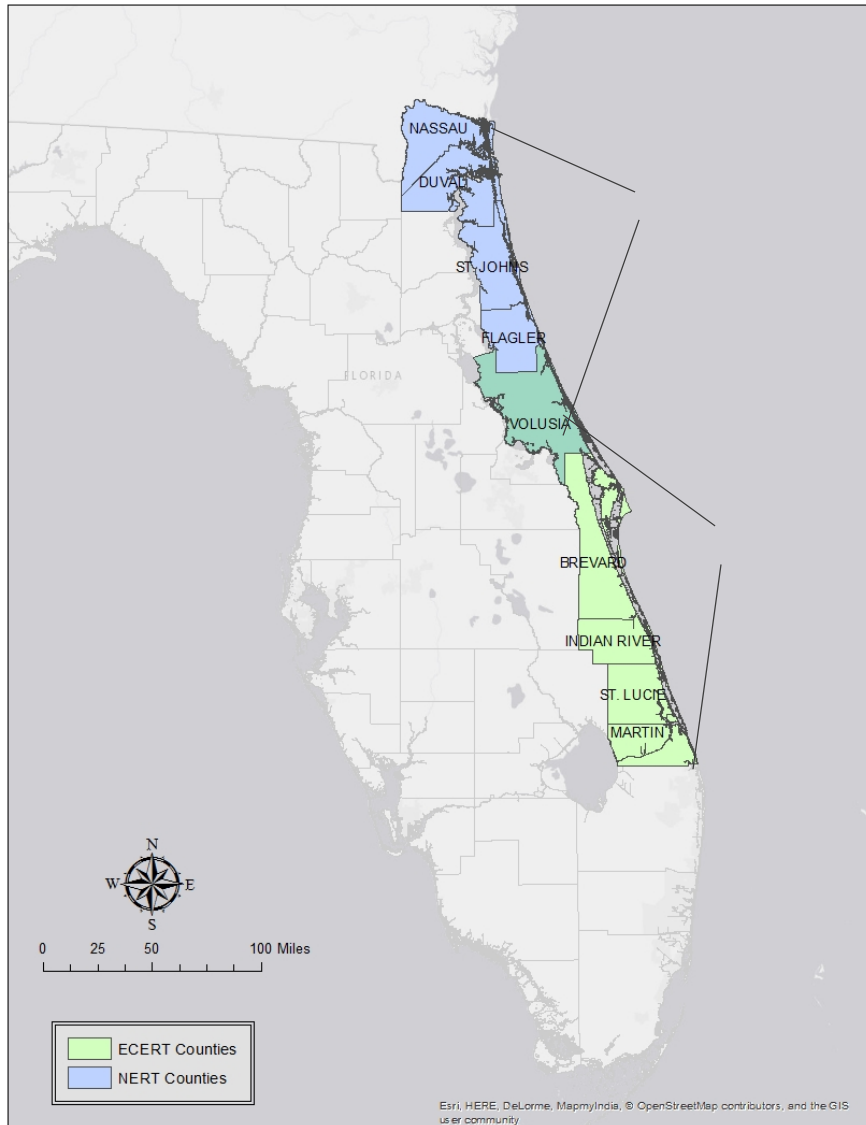 NASSAU
DUVAL
ST. JOHNS
FLAGLER
FLORIDA
VOLUSIA
BREVARD
INDIAN RIVER
ST. LUCIE
MARTIN
N
W E
S
0 25 50 100 Miles
ECERT Counties
NERT Counties
Esri, HERE, DeLorme, MapmyIndia, © OpenStreetMap contributors, and the GIS
user community